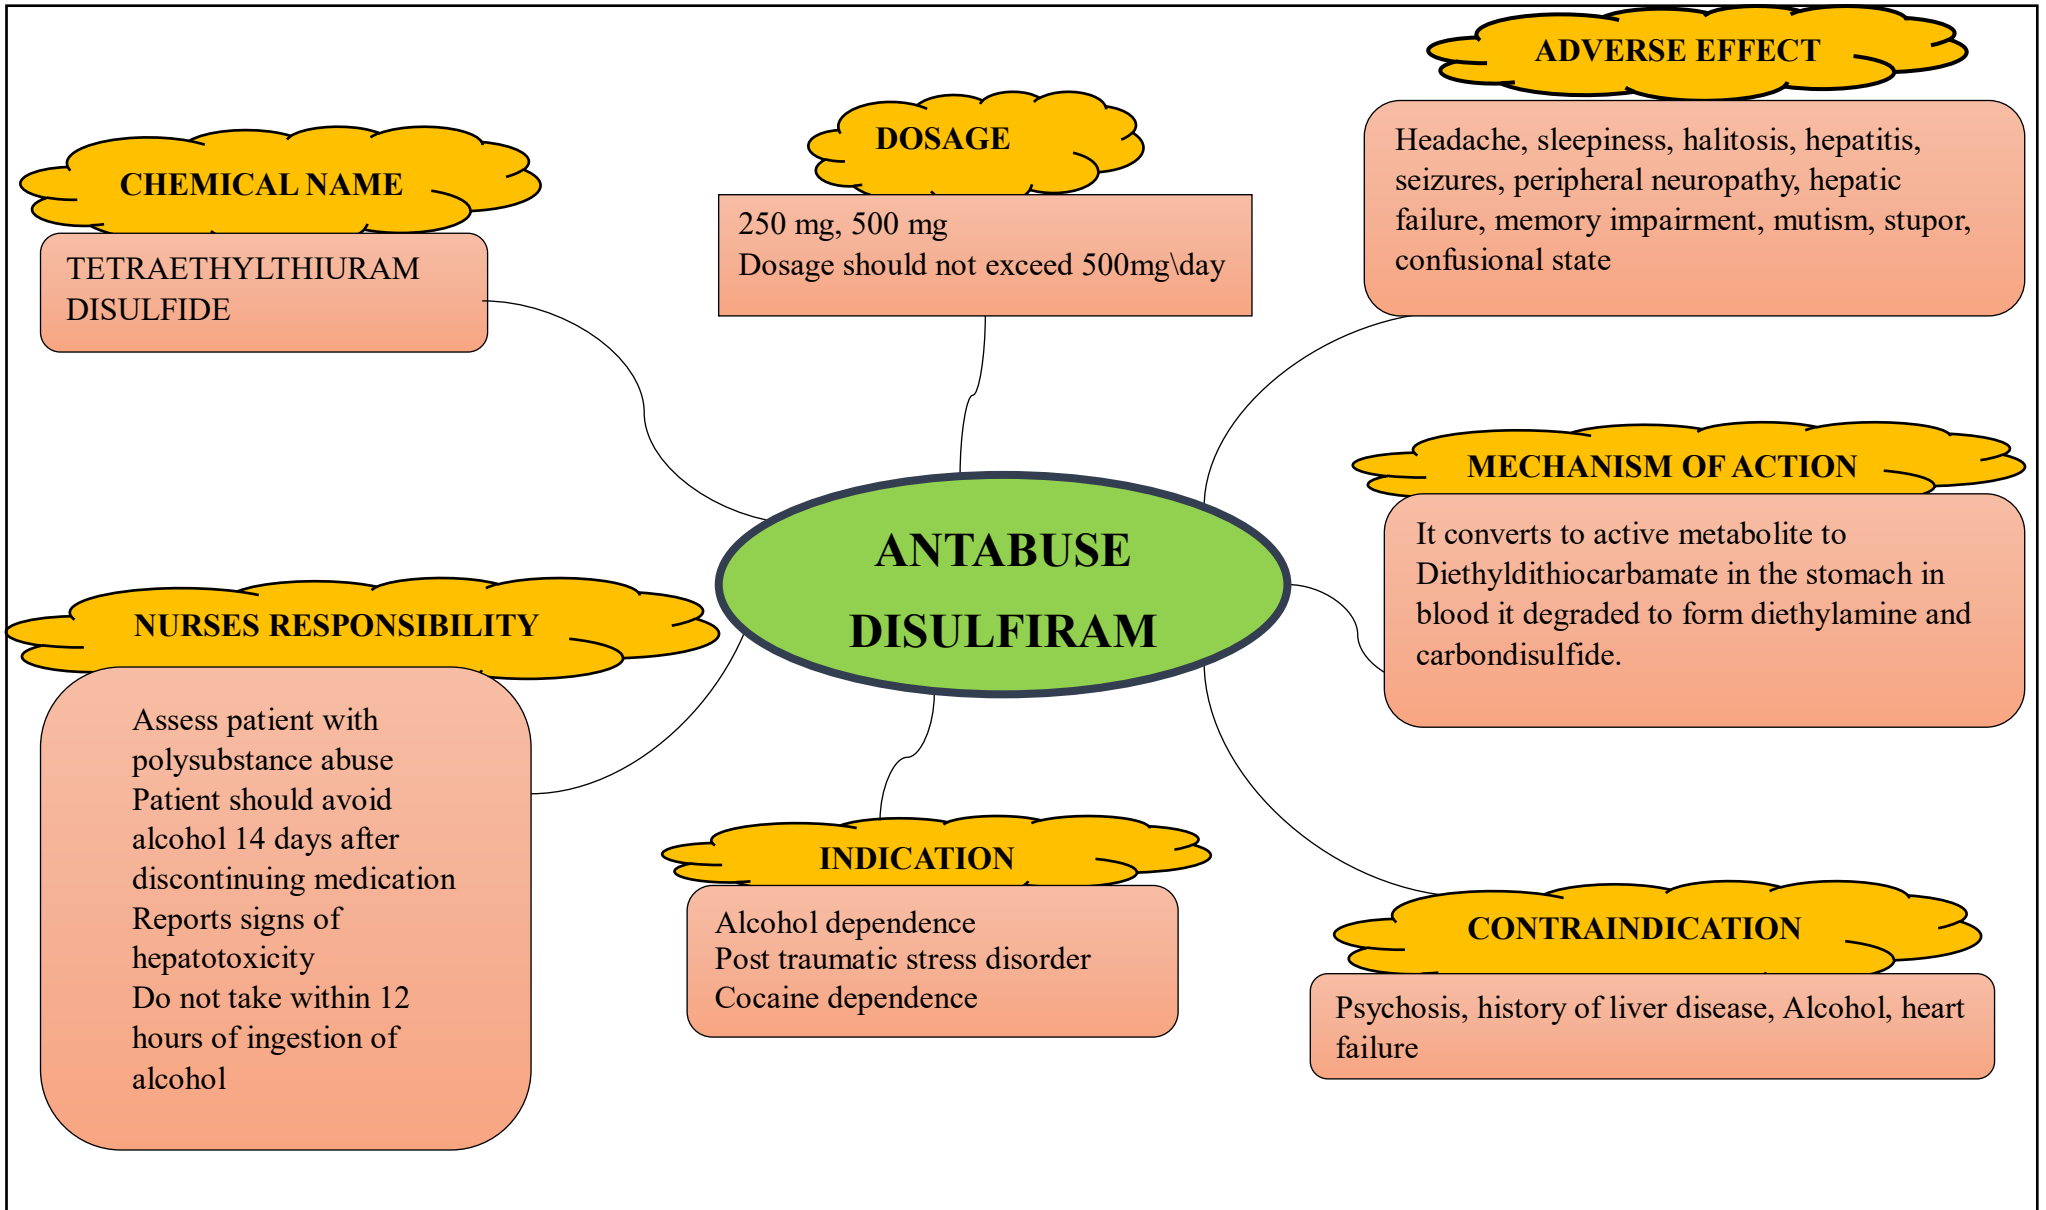 CHEMICAL NAME
TETRAETHYLTHIURAM
DISULFIDE
DOSAGE
250 mg, 500 mg
Dosage should not exceed 500mg\day
ADVERSE EFFECT
Headache, sleepiness, halitosis, hepatitis,
seizures, peripheral neuropathy, hepatic
failure, memory impairment, mutism, stupor,
confusional state
ANTABUSE
DISULFIRAM
MECHANISM OF ACTION
It converts to active metabolite to
Diethyldithiocarbamate in the stomach in
blood it degraded to form diethylamine and
carbondisulfide.
NURSES RESPONSIBILITY
Assess patient with
polysubstance abuse
Patient should avoid
alcohol 14 days after
discontinuing medication
Reports signs of
hepatotoxicity
Do not take within 12
hours of ingestion of
alcohol
INDICATION
Alcohol dependence
Post traumatic stress disorder
Cocaine dependence
CONTRAINDICATION
Psychosis, history of liver disease, Alcohol, heart
failure